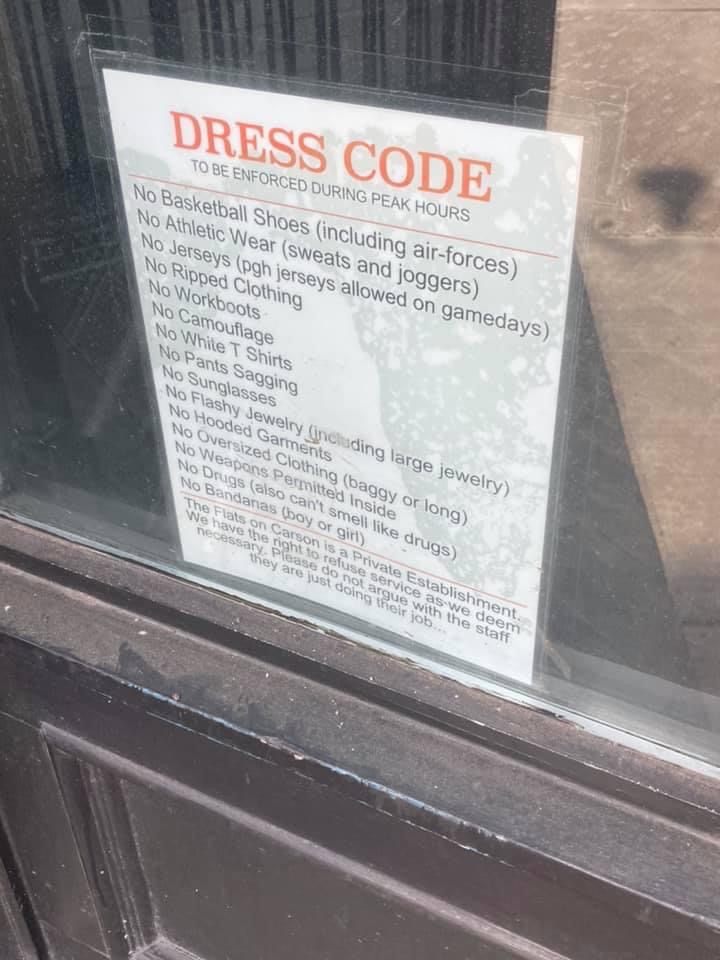 DRESS CODE
TO BE ENFORCED DURING PEAK HOURS
No Basketball Shoes (including air-forces)
No Athletic Wear (sweats and joggers)
No Jerseys (pgh jerseys allowed on gamedays)
No Ripped Clothing
No Workboots
No Camouflage
No White T Shirts
No Pants Sagging
No Sunglasses
No Flashy Jewelry (including large jewelry)
No Hooded Garments
No Oversized Clothing (baggy or long)
No Weapons Permitted Inside
No Drugs (also can't smell like drugs)
No Bandanas (boy or girl)
The Flats on Carson is a Private Establishment.
We have the right to refuse service as we deem
necessary. Please do not argue with the staff
they are just doing their job...